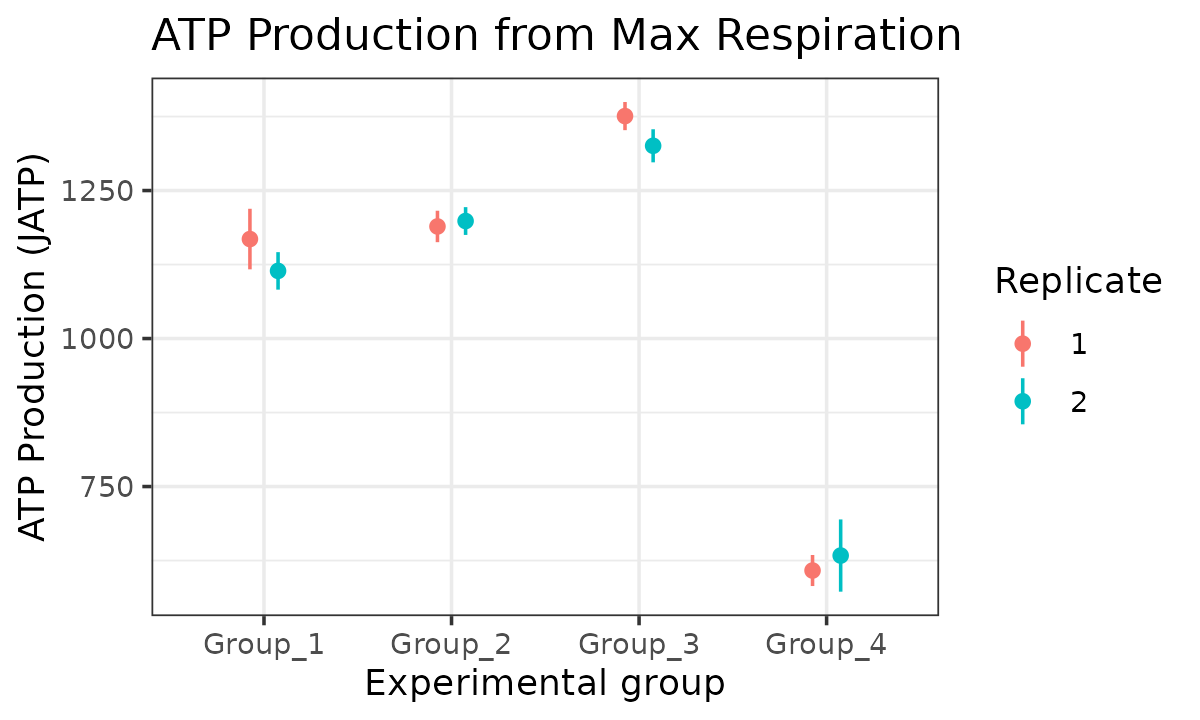 ATP Production from Max Respiration
ATP Production (JATP)
1250
1000
750
Group_1
Group_2
Group_3
Group_4
Experimental group
Replicate
1
2